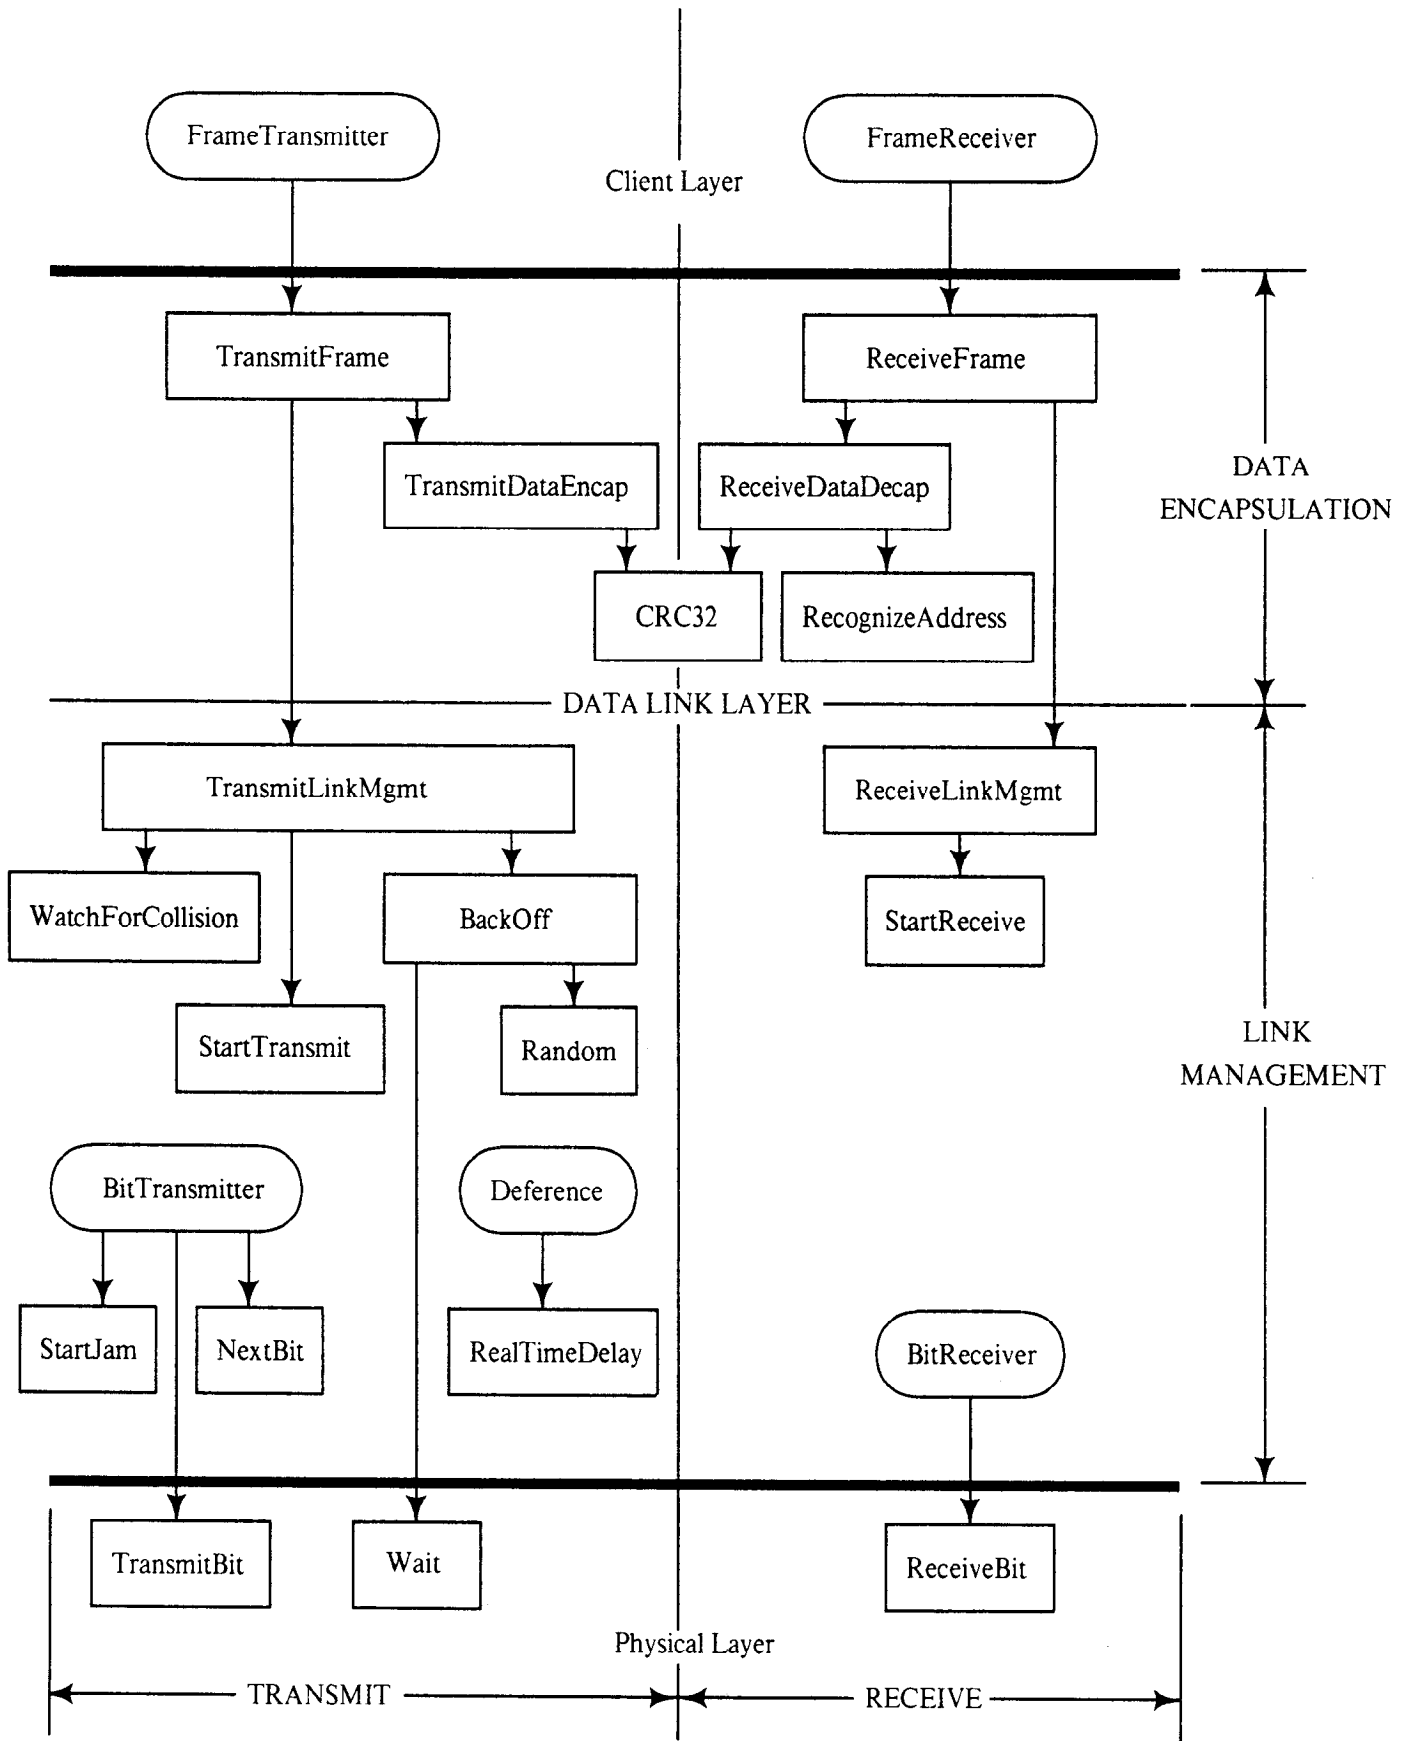 FrameTransmitter
FrameReceiver
Client Layer
TransmitFrame
ReceiveFrame
TransmitDataEncap
ReceiveDataDecap
DATA
ENCAPSULATION
CRC32
RecognizeAddress
DATA LINK LAYER
TransmitLinkMgmt
ReceiveLinkMgmt
WatchForCollision
BackOff
StartReceive
StartTransmit
Random
LINK
MANAGEMENT
BitTransmitter
Deference
StartJam
NextBit
RealTimeDelay
BitReceiver
TransmitBit
Wait
ReceiveBit
Physical Layer
TRANSMIT
RECEIVE